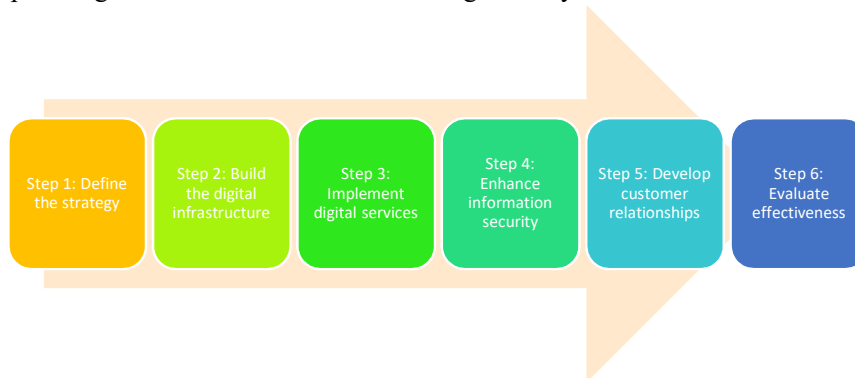 Step 1: Define
the strategy
Step 2: Build
the digital
infrastructure
Step 3:
Implement
digital services
Step 4:
Enhance
information
security
Step 5: Develop
customer
relationships
Step 6:
Evaluate
effectiveness